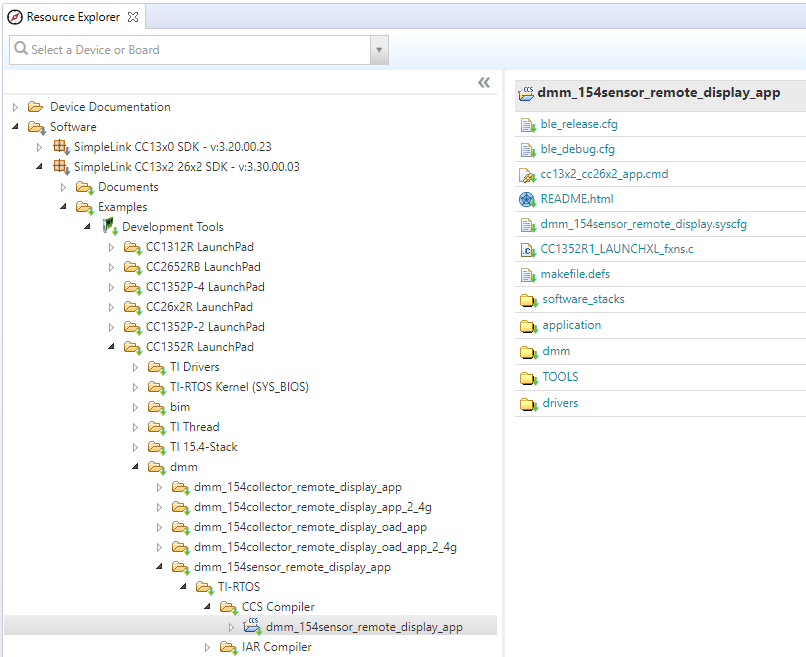 Resource Explorer
Select a Device or Board
Device Documentation
Software
SimpleLink CC13x0 SDK - v:3.20.00.23
SimpleLink CC13x2 26x2 SDK - v:3.30.00.03
Documents
Examples
Development Tools
CC1312R LaunchPad
CC2652RB LaunchPad
CC1352P-4 LaunchPad
CC26x2R LaunchPad
CC1352P-2 LaunchPad
CC1352R LaunchPad
TI Drivers
TI-RTOS Kernel (SYS_BIOS)
bim
TI Thread
TI 15.4-Stack
dmm
dmm_154collector_remote_display_app
dmm_154collector_remote_display_app_2_4g
dmm_154collector_remote_display_oad_app
dmm_154collector_remote_display_oad_app_2_4g
dmm_154sensor_remote_display_app
TI-RTOS
CCS Compiler
CCS dmm_154sensor_remote_display_app
IAR Compiler
CCS dmm_154sensor_remote_display_app
ble_release.cfg
ble_debug.cfg
cc13x2_cc26x2_app.cmd
README.html
dmm_154sensor_remote_display.syscfg
CC1352R1_LAUNCHXL_fxns.c
makefile.defs
software_stacks
application
dmm
TOOLS
drivers